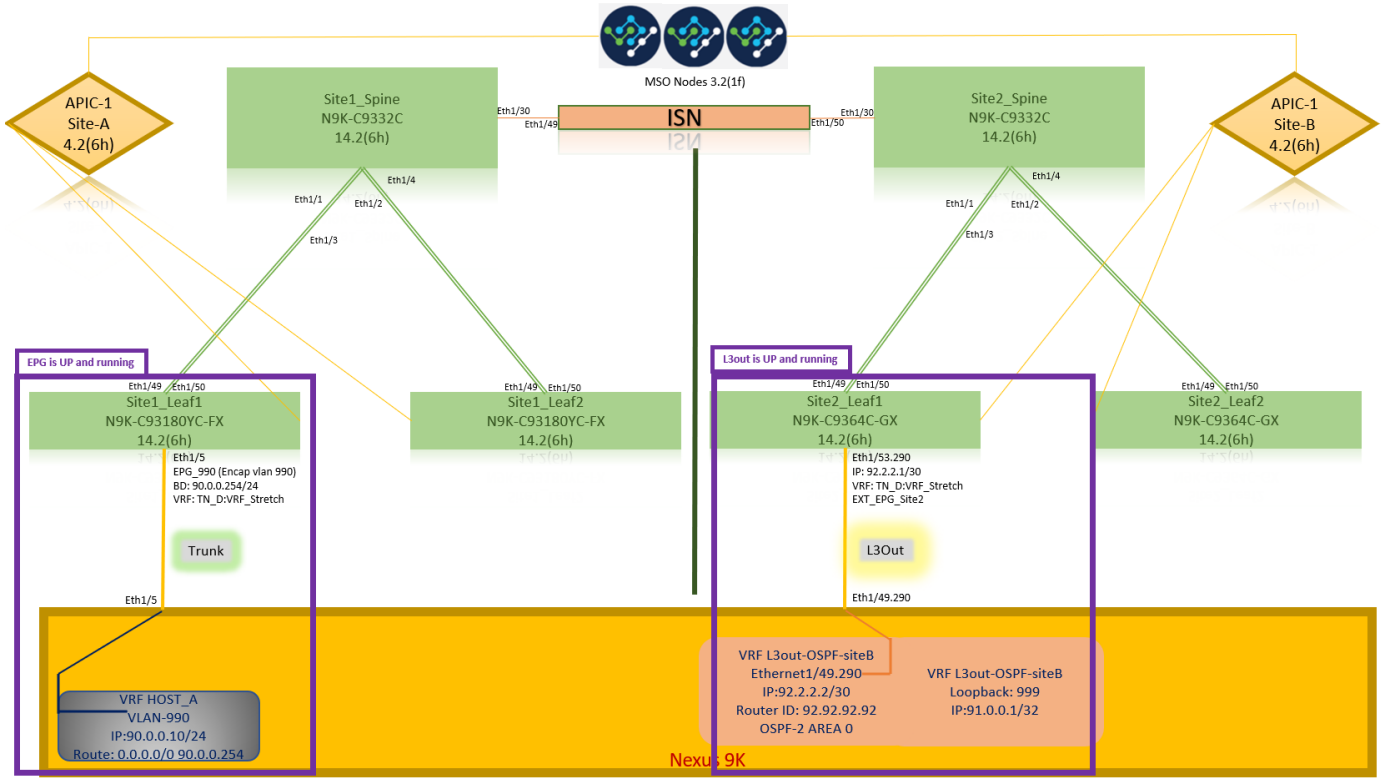 MSO Nodes 3.2(1f)
APIC-1
Site-A
4.2(6h)
Site1_Spine
N9K-C9332C
14.2(6h)
Eth1/30
Eth1/49
ISN
Eth1/30
Eth1/50
Site2_Spine
N9K-C9332C
14.2(6h)
APIC-1
Site-B
4.2(6h)
Eth1/4
Eth1/1
Eth1/2
Eth1/3
Eth1/4
Eth1/1
Eth1/2
Eth1/3
EPG is UP and running
L3out is UP and running
Eth1/49
Eth1/50
Site1_Leaf1
N9K-C93180YC-FX
14.2(6h)
Eth1/49
Eth1/50
Site1_Leaf2
N9K-C93180YC-FX
14.2(6h)
Eth1/49
Eth1/50
Site2_Leaf1
N9K-C9364C-GX
14.2(6h)
Eth1/49
Eth1/50
Site2_Leaf2
N9K-C9364C-GX
14.2(6h)
Eth1/5
EPG_990 (Encap vlan 990)
BD: 90.0.0.254/24
VRF: TN_D:VRF_Stretch
Eth1/53.290
IP: 92.2.2.1/30
VRF: TN_D:VRF_Stretch
EXT_EPG_Site2
Trunk
L3Out
Eth1/5
Eth1/49.290
VRF HOST_A
VLAN-990
IP:90.0.0.10/24
Route: 0.0.0.0/0 90.0.0.254
VRF L3out-OSPF-siteB
Ethernet1/49.290
IP:92.2.2.2/30
Router ID: 92.92.92.92
OSPF-2 AREA 0
VRF L3out-OSPF-siteB
Loopback: 999
IP:91.0.0.1/32
Nexus 9K